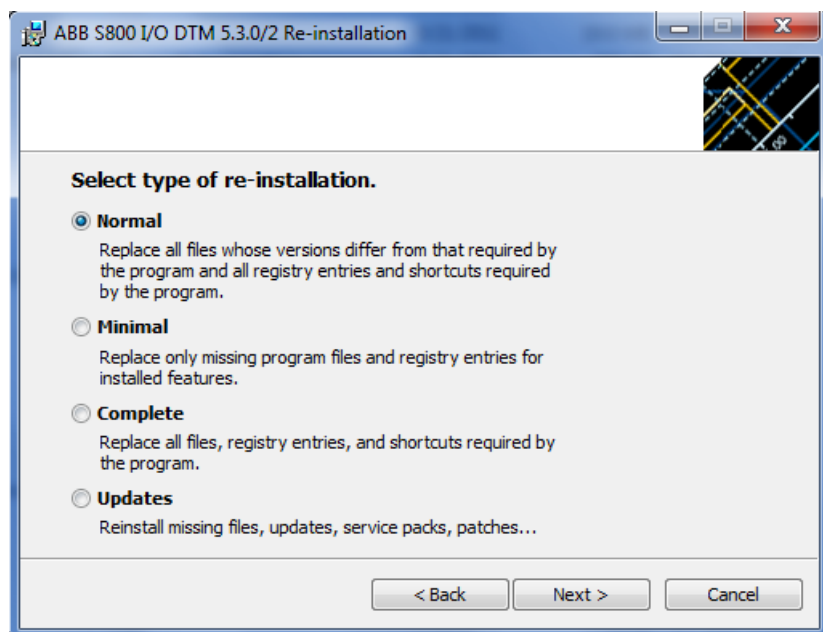 ABB S800 I/O DTM 5.3.0/2 Re-installation
Select type of re-installation.
Normal
Replace all files whose versions differ from that required by
the program and all registry entries and shortcuts required
by the program.
Minimal
Replace only missing program files and registry entries for
installed features.
Complete
Replace all files, registry entries, and shortcuts required by
the program.
Updates
Reinstall missing files, updates, service packs, patches...
< Back
Next >
Cancel